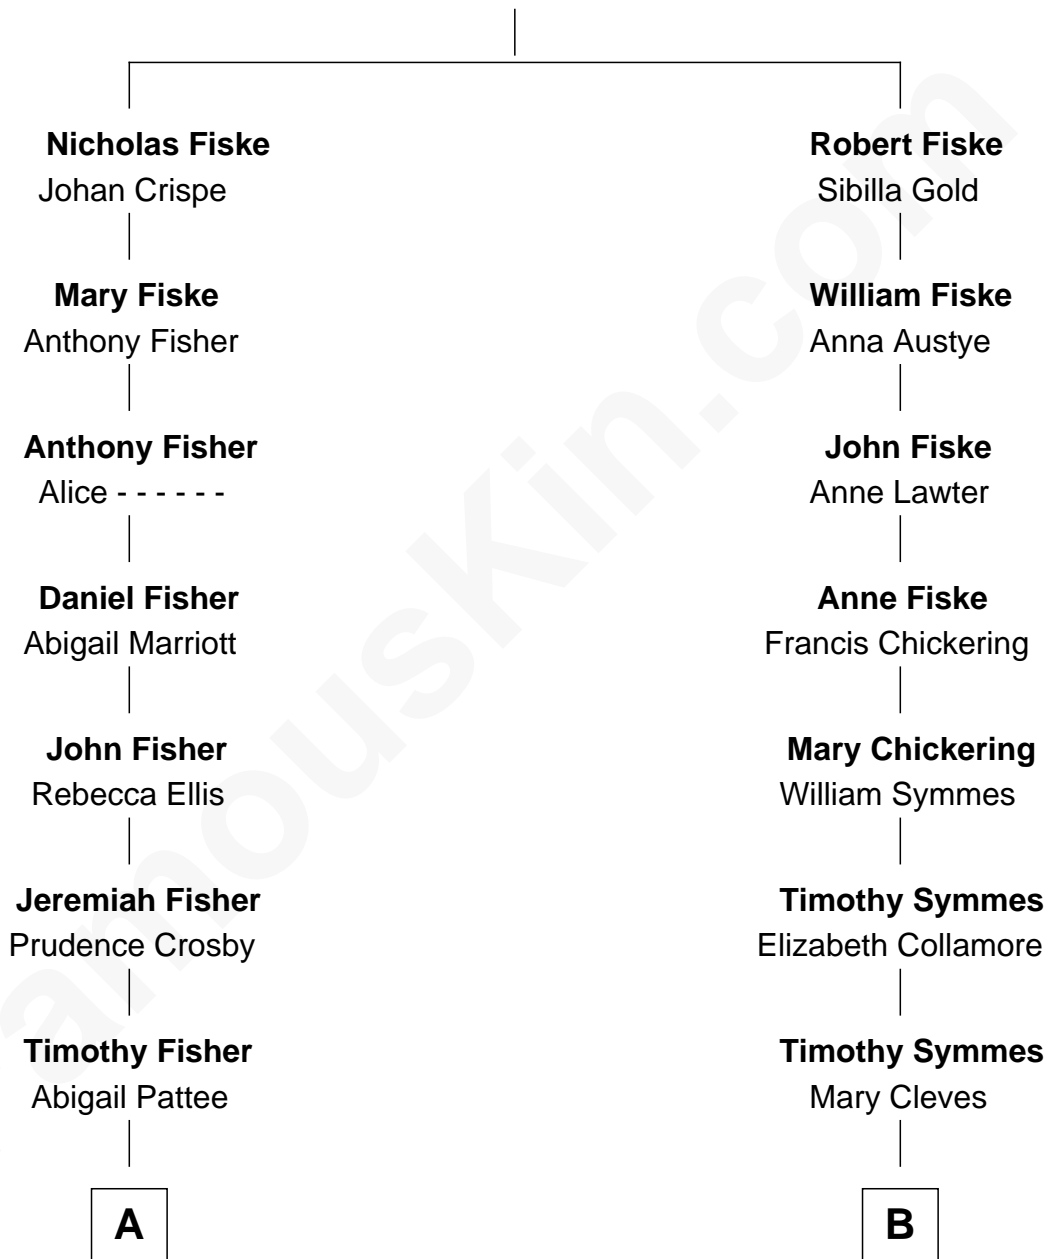 Nicholas Fiske
Johan Crispe
Mary Fiske
Anthony Fisher
Anthony Fisher
Alice - - - - - -
Daniel Fisher
Abigail Marriott
John Fisher
Rebecca Ellis
Jeremiah Fisher
Prudence Crosby
Timothy Fisher
Abigail Pattee
A
Robert Fiske
Sibilla Gold
William Fiske
Anna Austye
John Fiske
Anne Lawter
Anne Fiske
Francis Chickering
Mary Chickering
William Symmes
Timothy Symmes
Elizabeth Collamore
Timothy Symmes
Mary Cleves
B
amouskin.com